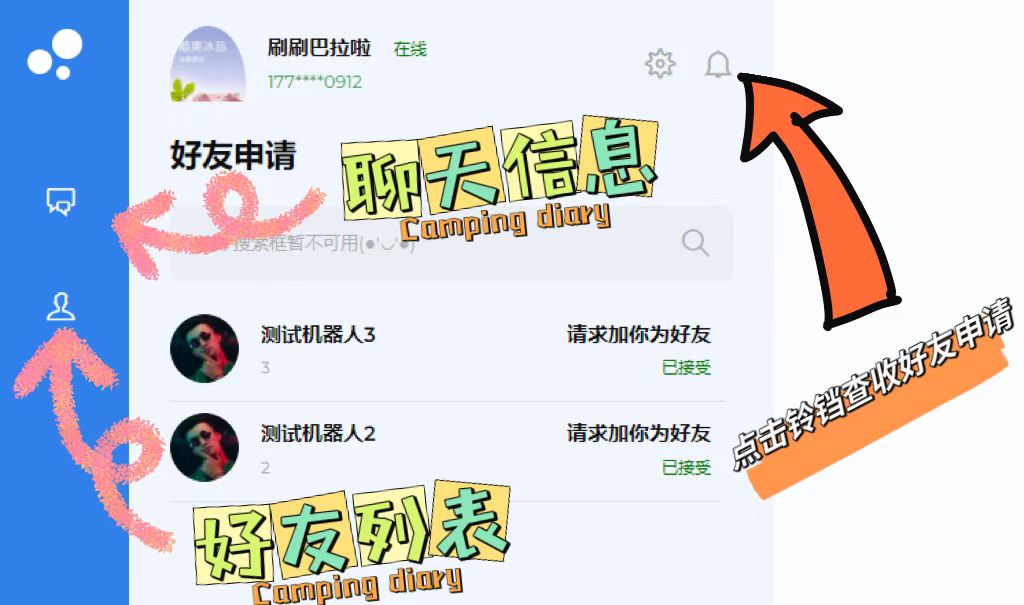 刷刷巴拉啦 在线
177****0912
酷爽冰品
好友申请
聊天信息
Camping diary
搜索框暂不可用(●'◡'●)
测试机器人3 请求加你为好友
3 已接受
点击铃铛查收好友申请
测试机器人2 请求加你为好友
2 已接受
好友列表
Camping diary